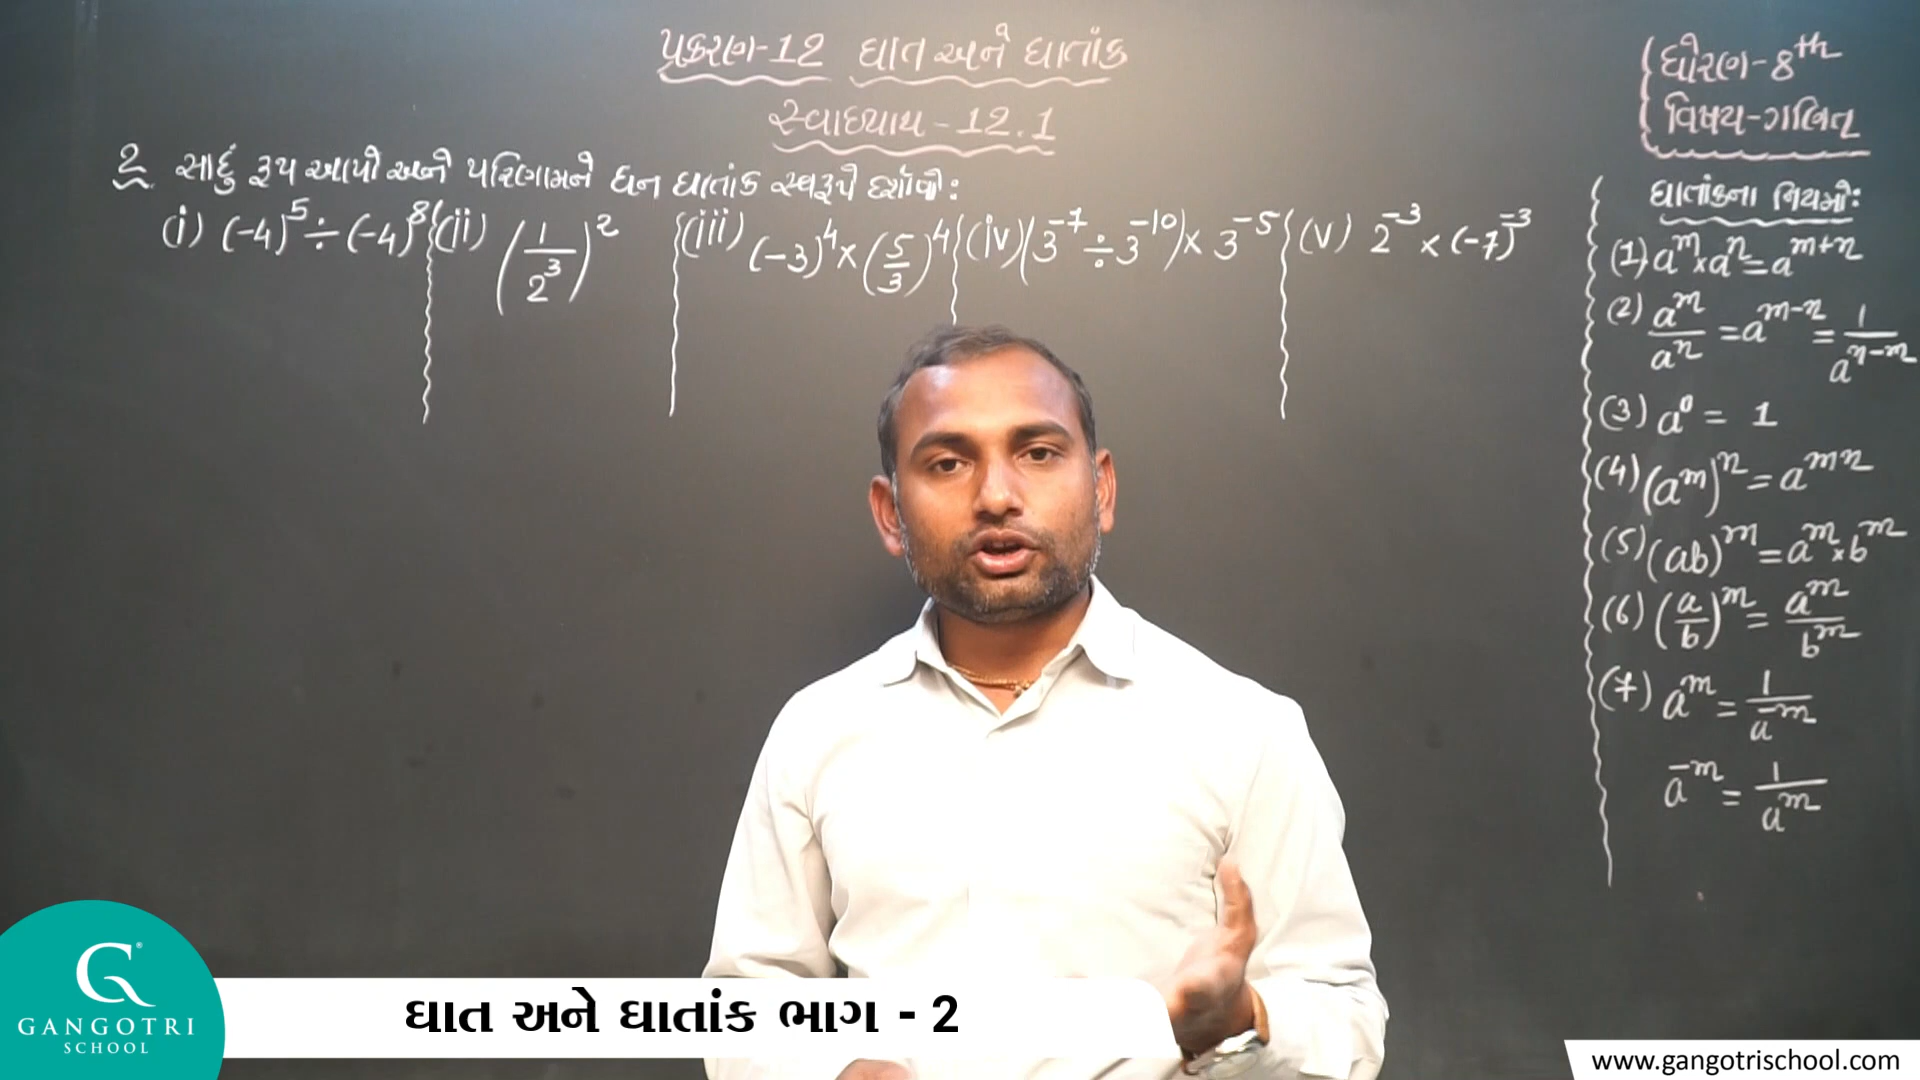 પ્રકરણ-12 ઘાત અને ઘાતાંક
સ્વાધ્યાય - 12.1
ધોરણ-8th
વિષય-ગણિત
2. સાદું રૂપ આપો અને પરિણામને ઘન ઘાતાંક સ્વરૂપે દર્શાવો:
(i) (-4)^5 ÷ (-4)^8
(ii) (1/2^3)^2
(iii) (-3)^4 × (5/3)^4
(iv) (3^-7 ÷ 3^-10) × 3^-5
(v) 2^-3 × (-7)^-3
ઘાતાંકના નિયમો:
(1) a^m × a^n = a^m+n
(2) a^m/a^n = a^m-n = 1/a^n-m
(3) a^0 = 1
(4) (a^m)^n = a^mn
(5) (ab)^m = a^m × b^m
(6) (a/b)^m = a^m/b^m
(7) a^m = 1/a^-m
a^-m = 1/a^m
G®
GANGOTRI
SCHOOL
ઘાત અને ઘાતાંક ભાગ - 2
www.gangotrischool.com